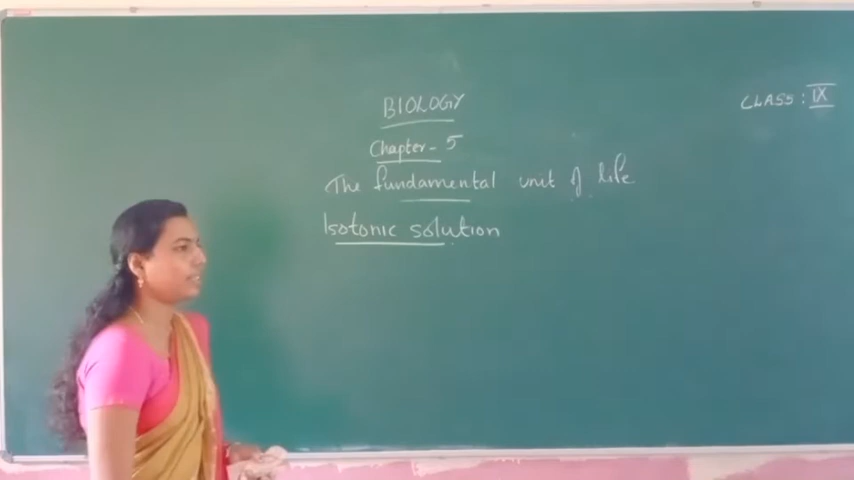 BIOLOGY
CLASS : IX
Chapter - 5
The fundamental unit of life
Isotonic solution